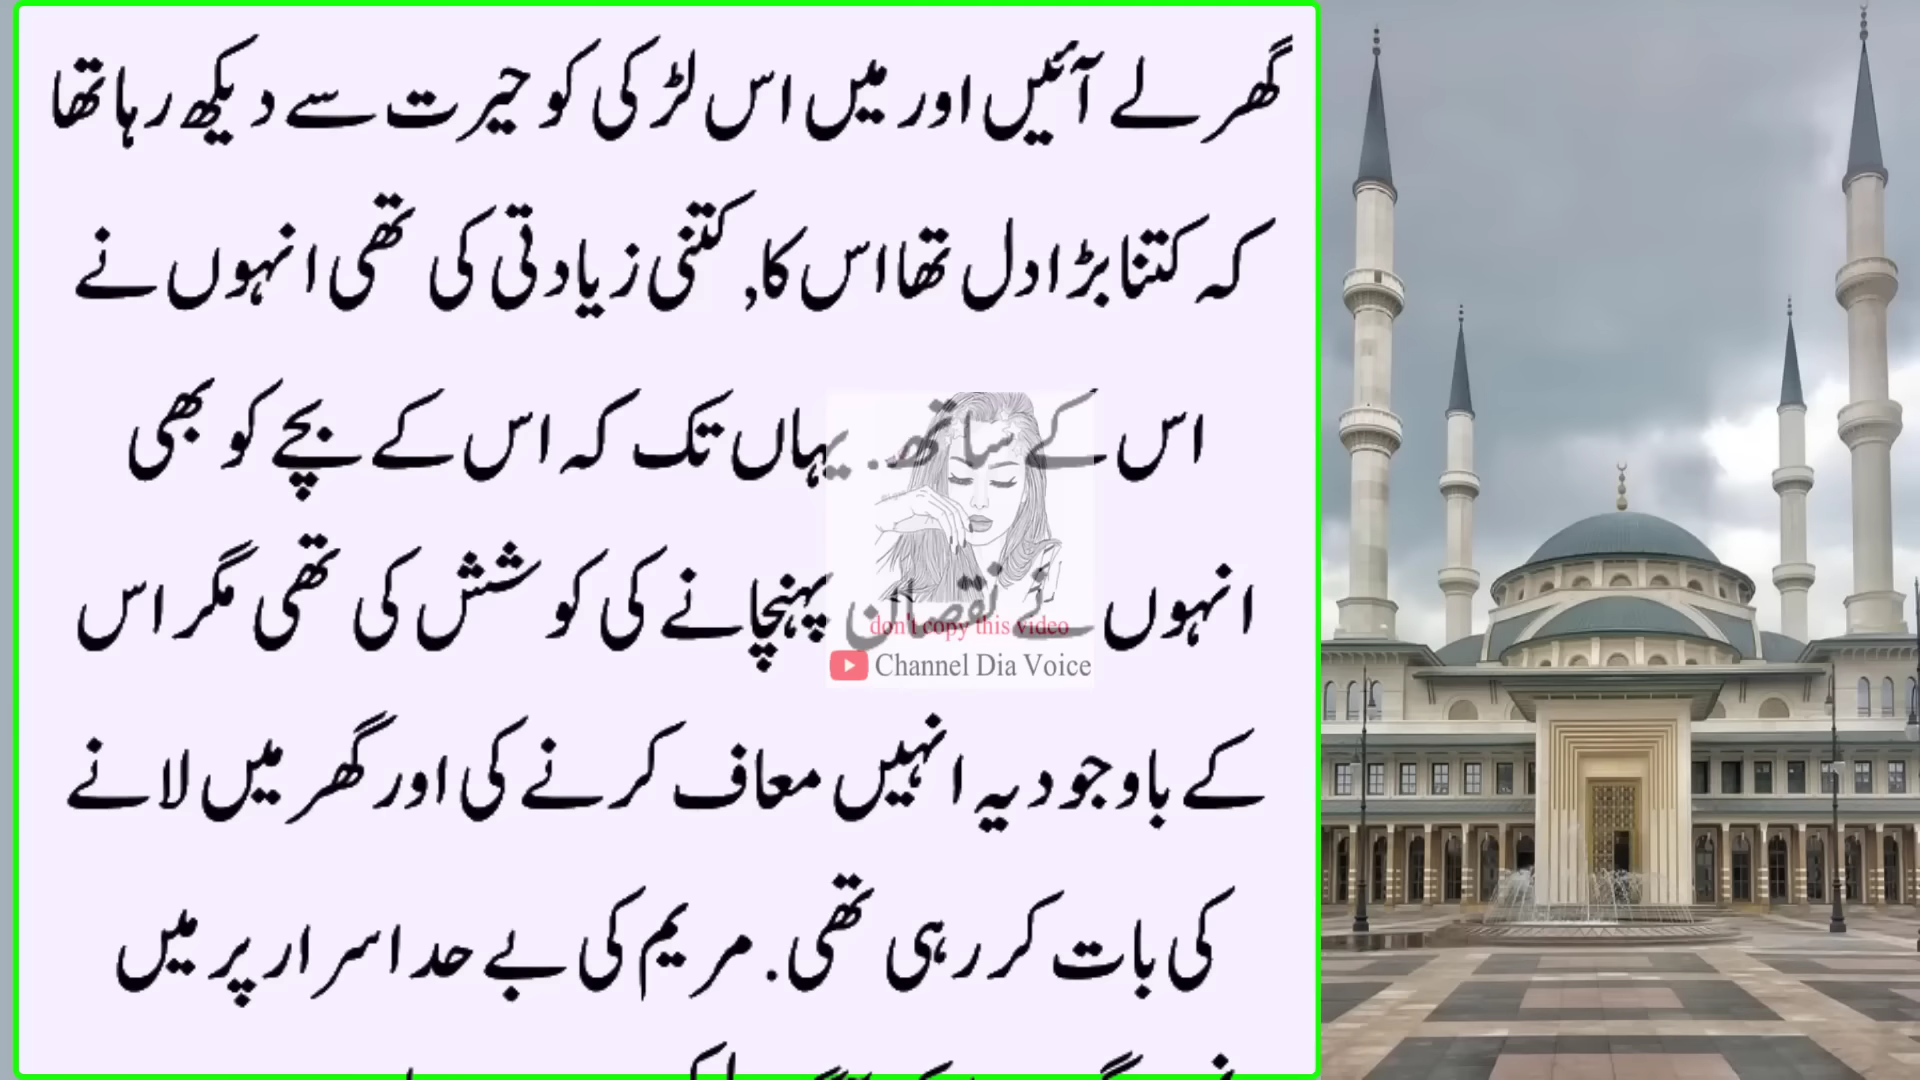 گھر لے آئیں اور میں اس لڑکی کو حیرت سے دیکھ رہا تھا
کہ کتنا بڑا دل تھا اس کا, کتنی زیادتی کی تھی انہوں نے
اس کے ساتھ. یہاں تک کہ اس کے بچے کو بھی
انہوں نے نقصان پہنچانے کی کوشش کی تھی مگر اس
کے باوجود یہ انہیں معاف کرنے کی اور گھر میں لانے
کی بات کر رہی تھی. مریم کی بے حد اسرار پر میں
don't copy this video
Channel Dia Voice